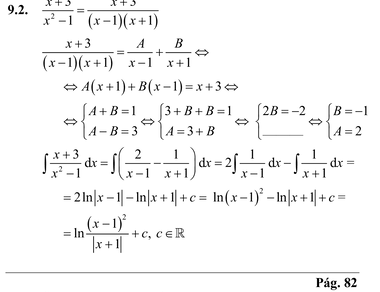 9.2. x+3/(x²−1) = x+3/((x−1)(x+1))
x+3/((x−1)(x+1)) = A/(x−1) + B/(x+1) ⇔
⇔ A(x+1)+B(x−1)=x+3 ⇔
⇔ {A+B=1, A−B=3 ⇔ {3+B+B=1, A=3+B ⇔ {2B=−2, ______ ⇔ {B=−1, A=2
∫ x+3/(x²−1) dx = ∫(2/(x−1) − 1/(x+1)) dx = 2∫ 1/(x−1) dx − ∫ 1/(x+1) dx =
= 2ln|x−1|−ln|x+1|+c = ln(x−1)²−ln|x+1|+c =
= ln (x−1)²/|x+1| + c, c∈ℝ
Pág. 82